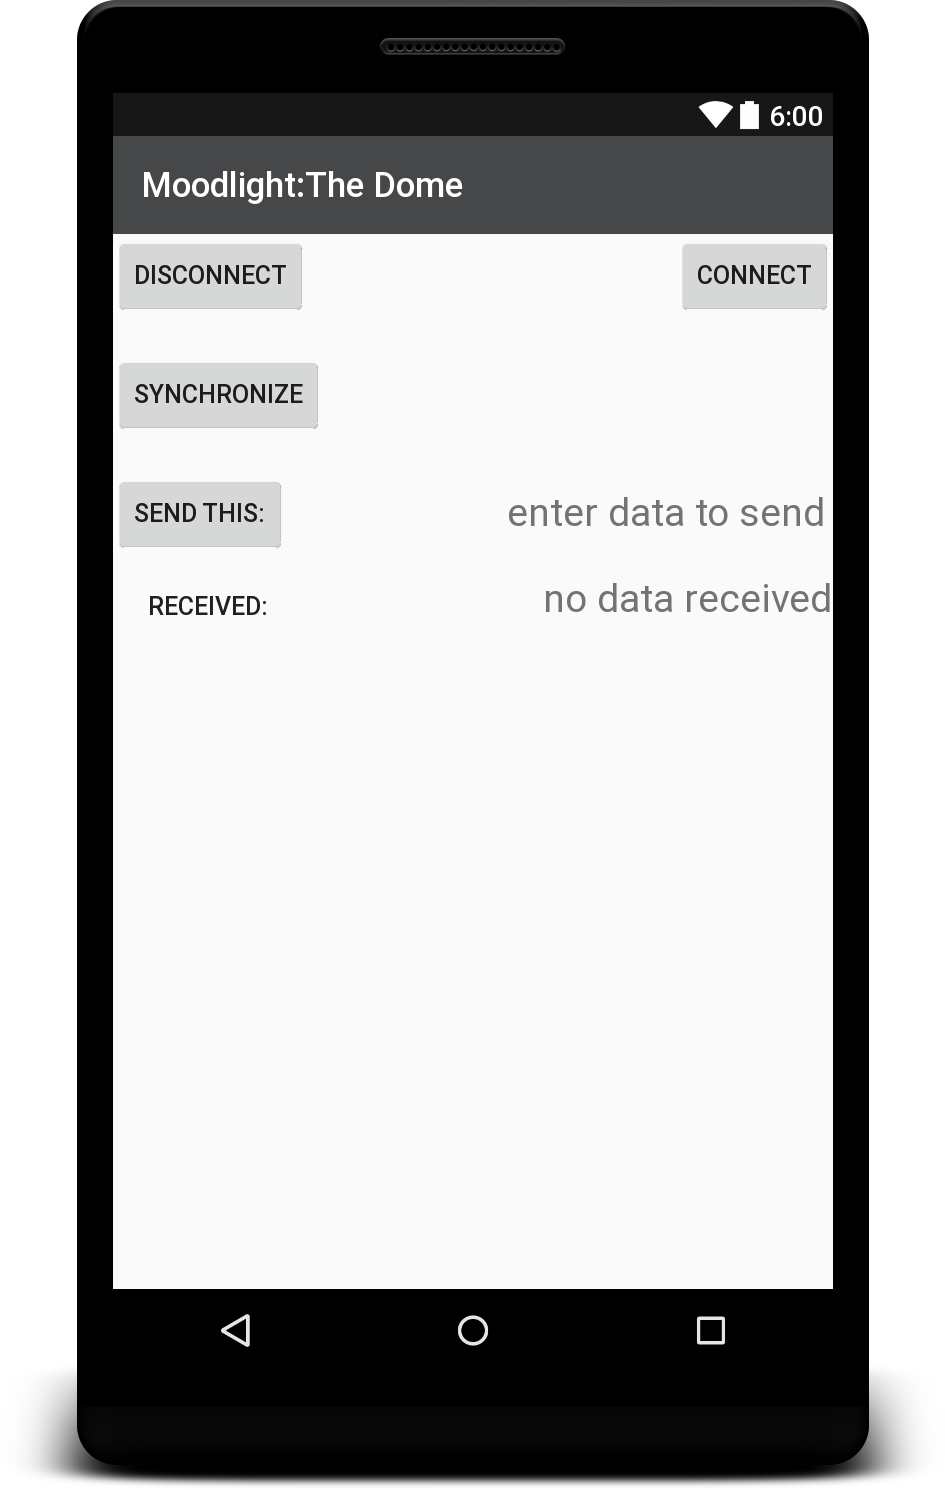 6:00
Moodlight:The Dome
DISCONNECT CONNECT
SYNCHRONIZE
SEND THIS: enter data to send
RECEIVED: no data received